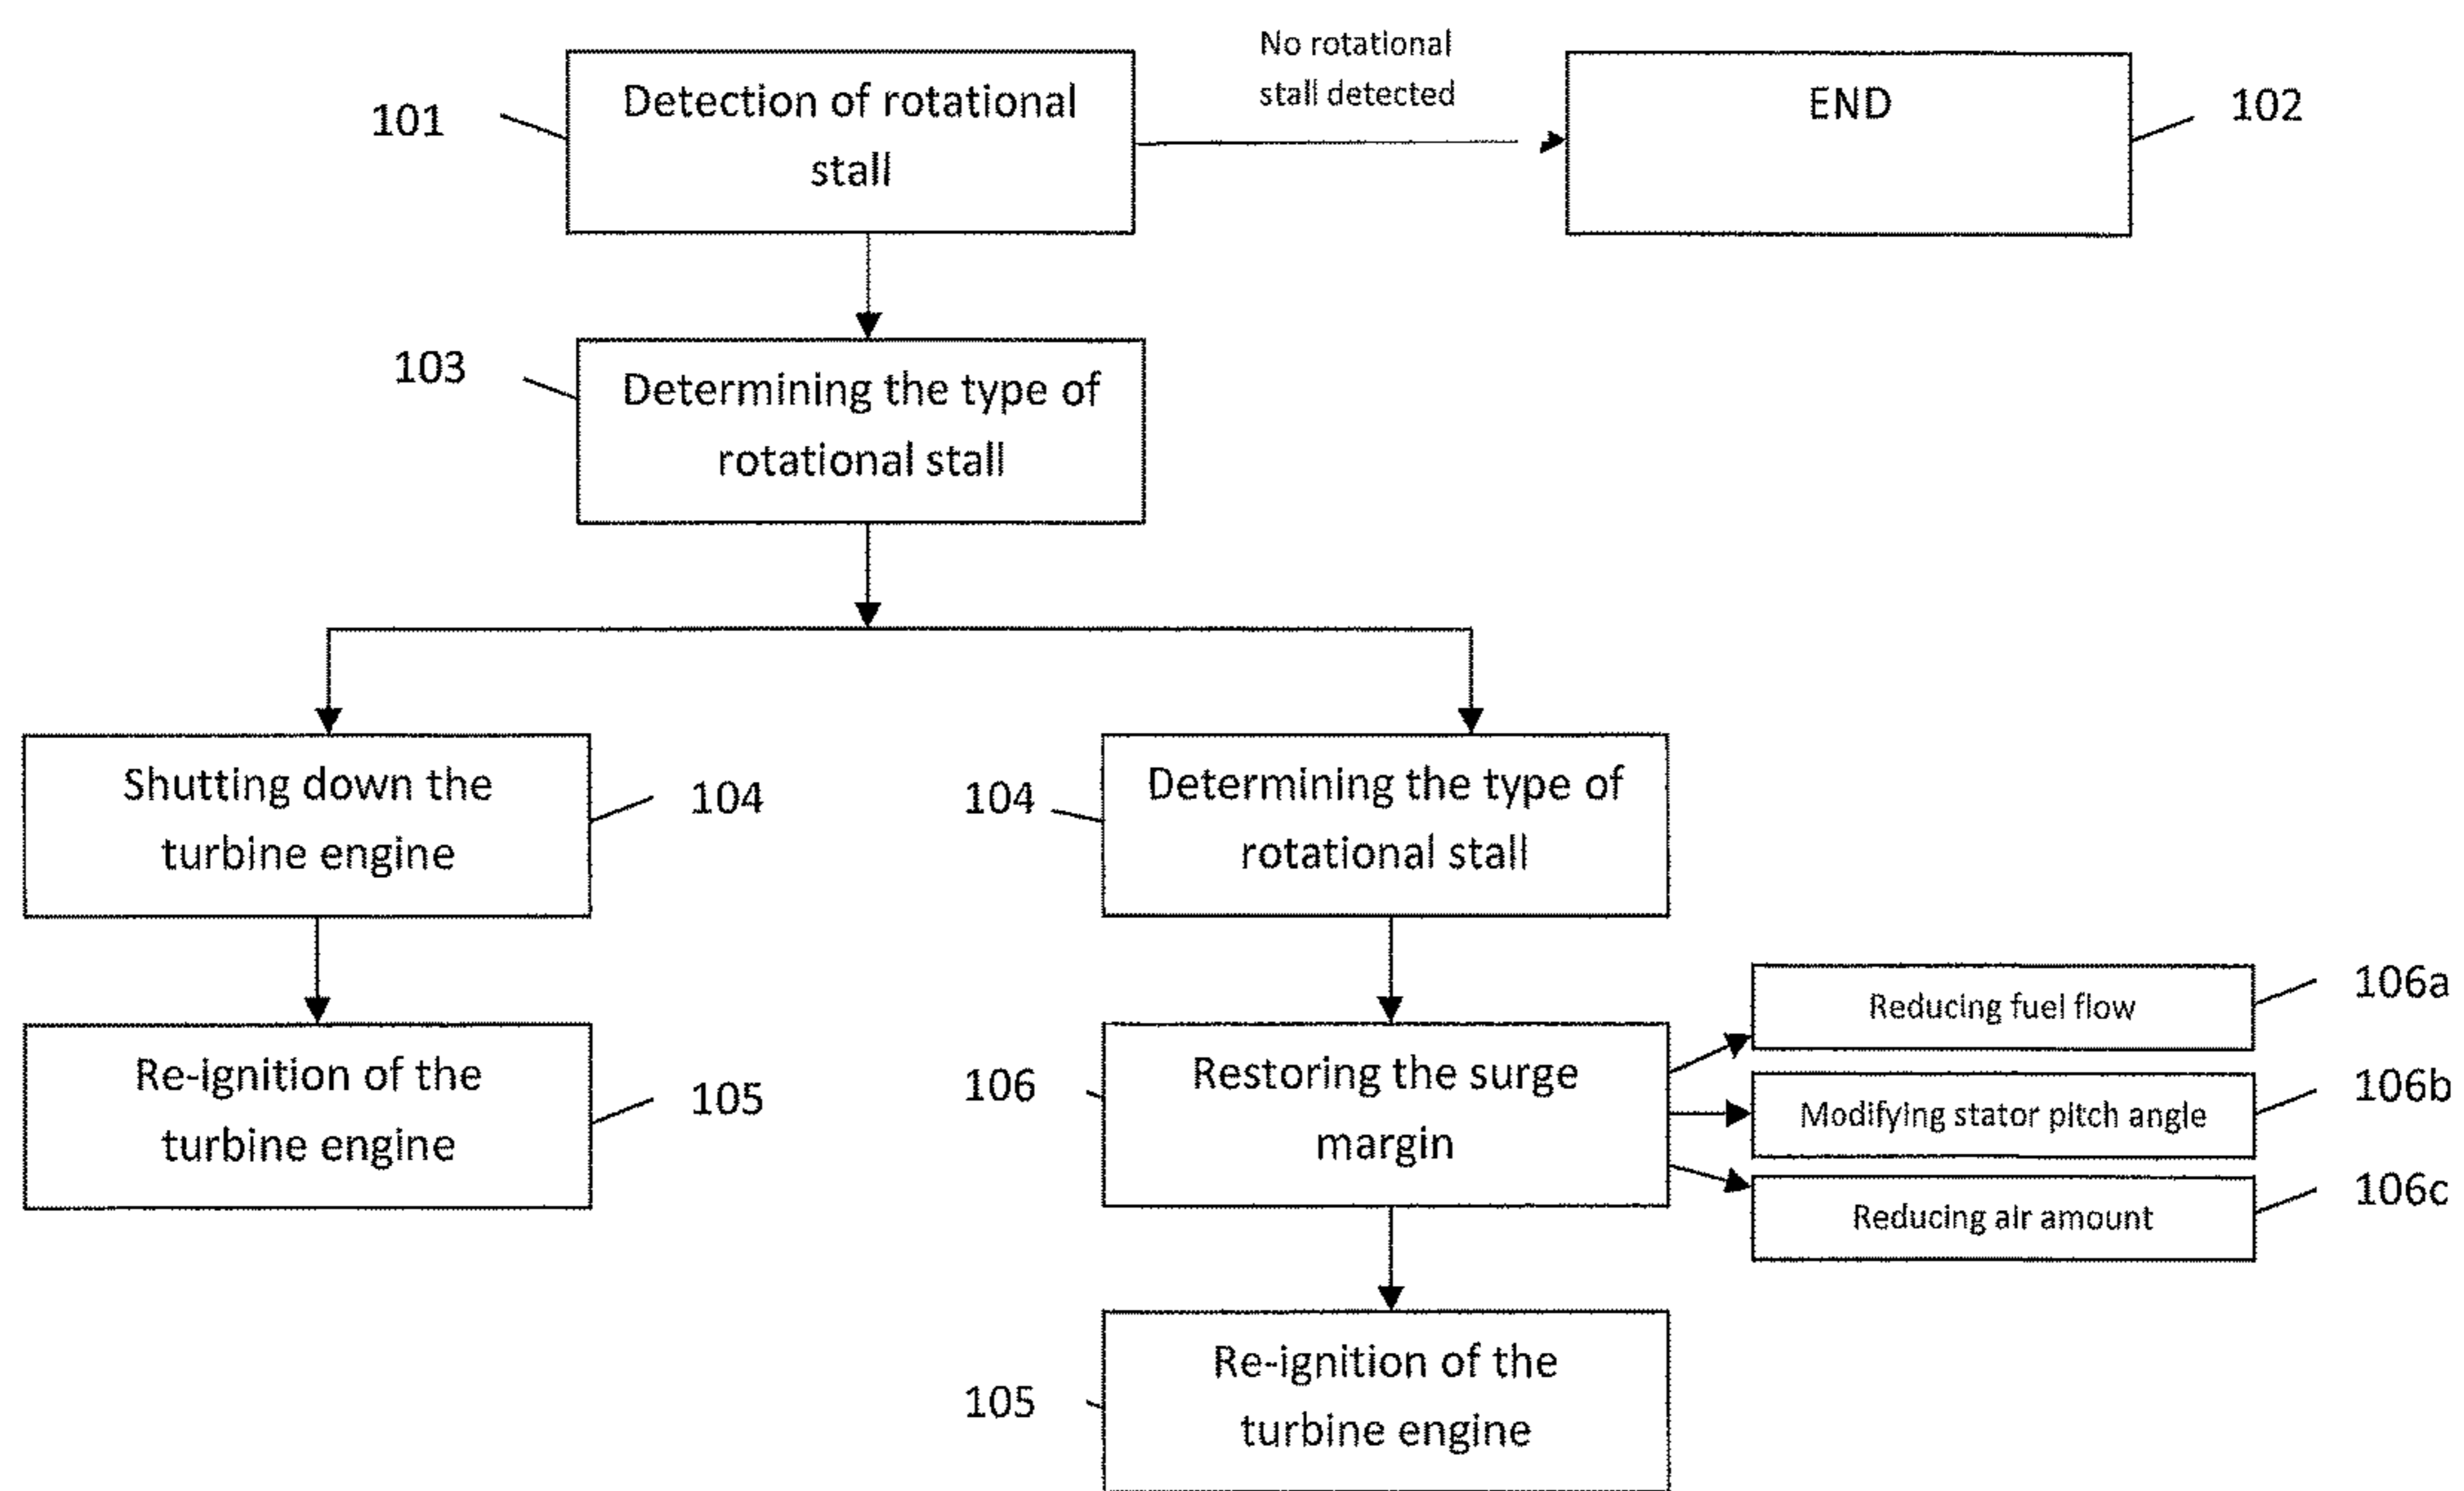 No rotational
stall detected
101
Detection of rotational
stall
END
102
103
Determining the type of
rotational stall
Shutting down the
turbine engine
104
104
Determining the type of
rotational stall
Re-ignition of the
turbine engine
105
106
Restoring the surge
margin
Reducing fuel flow
106a
Modifying stator pitch angle
106b
Reducing air amount
106c
105
Re-ignition of the
turbine engine